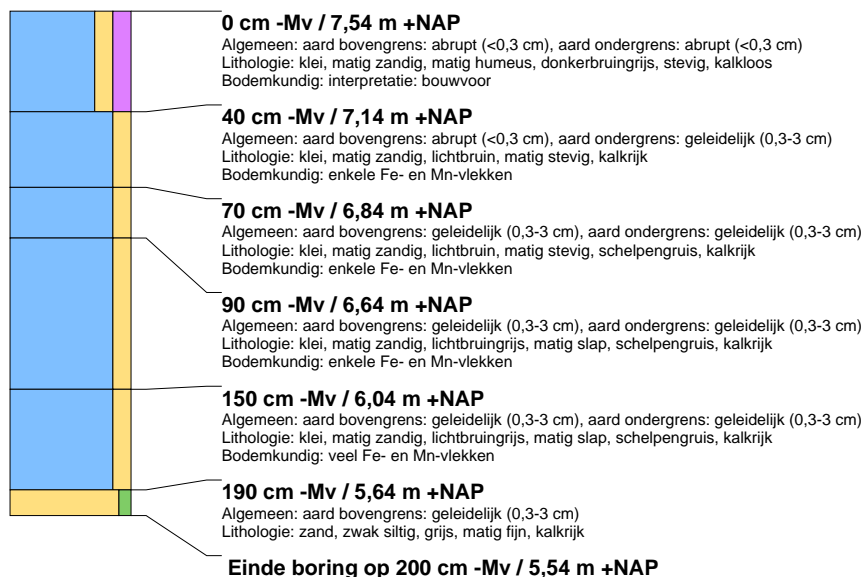 0 cm -Mv / 7,54 m +NAP
Algemeen: aard bovengrens: abrupt (<0,3 cm), aard ondergrens: abrupt (<0,3 cm)
Lithologie: klei, matig zandig, matig humeus, donkerbruingrijs, stevig, kalkloos
Bodemkundig: interpretatie: bouwvoor
40 cm -Mv / 7,14 m +NAP
Algemeen: aard bovengrens: abrupt (<0,3 cm), aard ondergrens: geleidelijk (0,3-3 cm)
Lithologie: klei, matig zandig, lichtbruin, matig stevig, kalkrijk
Bodemkundig: enkele Fe- en Mn-vlekken
70 cm -Mv / 6,84 m +NAP
Algemeen: aard bovengrens: geleidelijk (0,3-3 cm), aard ondergrens: geleidelijk (0,3-3 cm)
Lithologie: klei, matig zandig, lichtbruin, matig stevig, schelpengruis, kalkrijk
Bodemkundig: enkele Fe- en Mn-vlekken
90 cm -Mv / 6,64 m +NAP
Algemeen: aard bovengrens: geleidelijk (0,3-3 cm), aard ondergrens: geleidelijk (0,3-3 cm)
Lithologie: klei, matig zandig, lichtbruingrijs, matig slap, schelpengruis, kalkrijk
Bodemkundig: enkele Fe- en Mn-vlekken
150 cm -Mv / 6,04 m +NAP
Algemeen: aard bovengrens: geleidelijk (0,3-3 cm), aard ondergrens: geleidelijk (0,3-3 cm)
Lithologie: klei, matig zandig, lichtbruingrijs, matig slap, schelpengruis, kalkrijk
Bodemkundig: veel Fe- en Mn-vlekken
190 cm -Mv / 5,64 m +NAP
Algemeen: aard bovengrens: geleidelijk (0,3-3 cm)
Lithologie: zand, zwak siltig, grijs, matig fijn, kalkrijk
Einde boring op 200 cm -Mv / 5,54 m +NAP